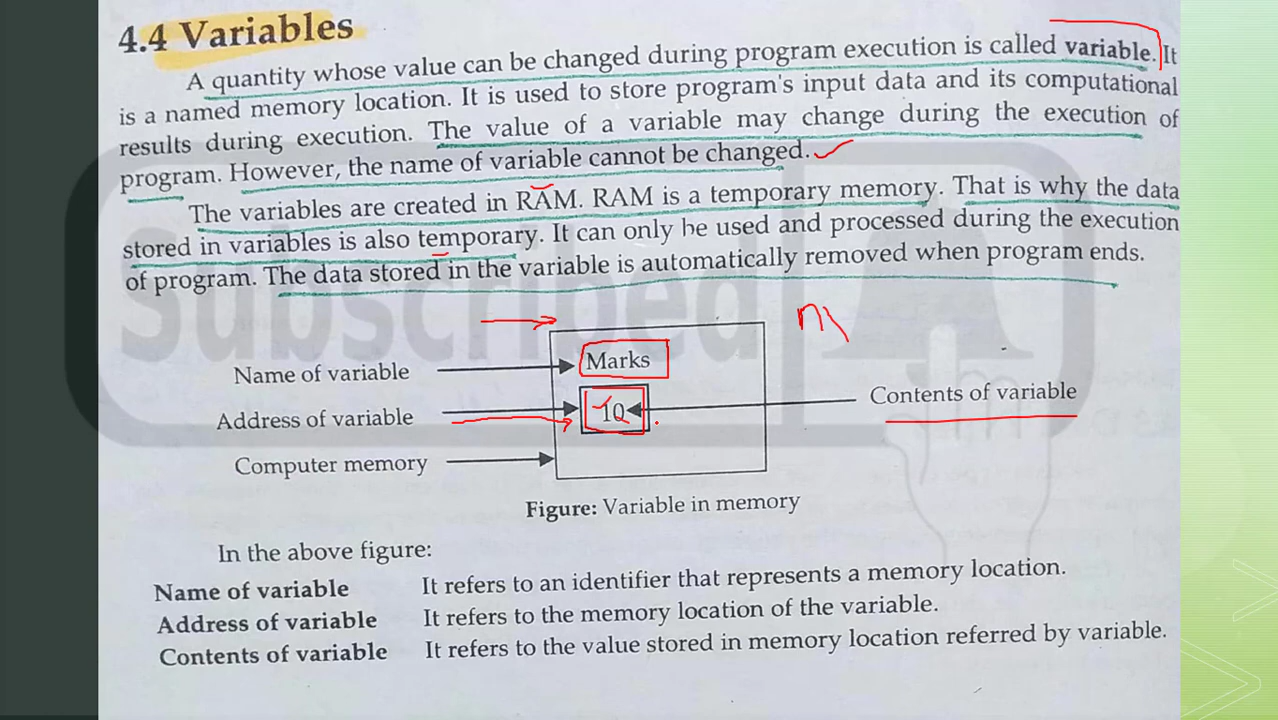 4.4 Variables
A quantity whose value can be changed during program execution is called variable. It
is a named memory location. It is used to store program's input data and its computational
results during execution. The value of a variable may change during the execution of
program. However, the name of variable cannot be changed.
The variables are created in RAM. RAM is a temporary memory. That is why the data
stored in variables is also temporary. It can only be used and processed during the execution
of program. The data stored in the variable is automatically removed when program ends.
Name of variable
Marks
Address of variable
10
Contents of variable
Computer memory
Figure: Variable in memory
In the above figure:
Name of variable It refers to an identifier that represents a memory location.
Address of variable It refers to the memory location of the variable.
Contents of variable It refers to the value stored in memory location referred by variable.
Subscribed